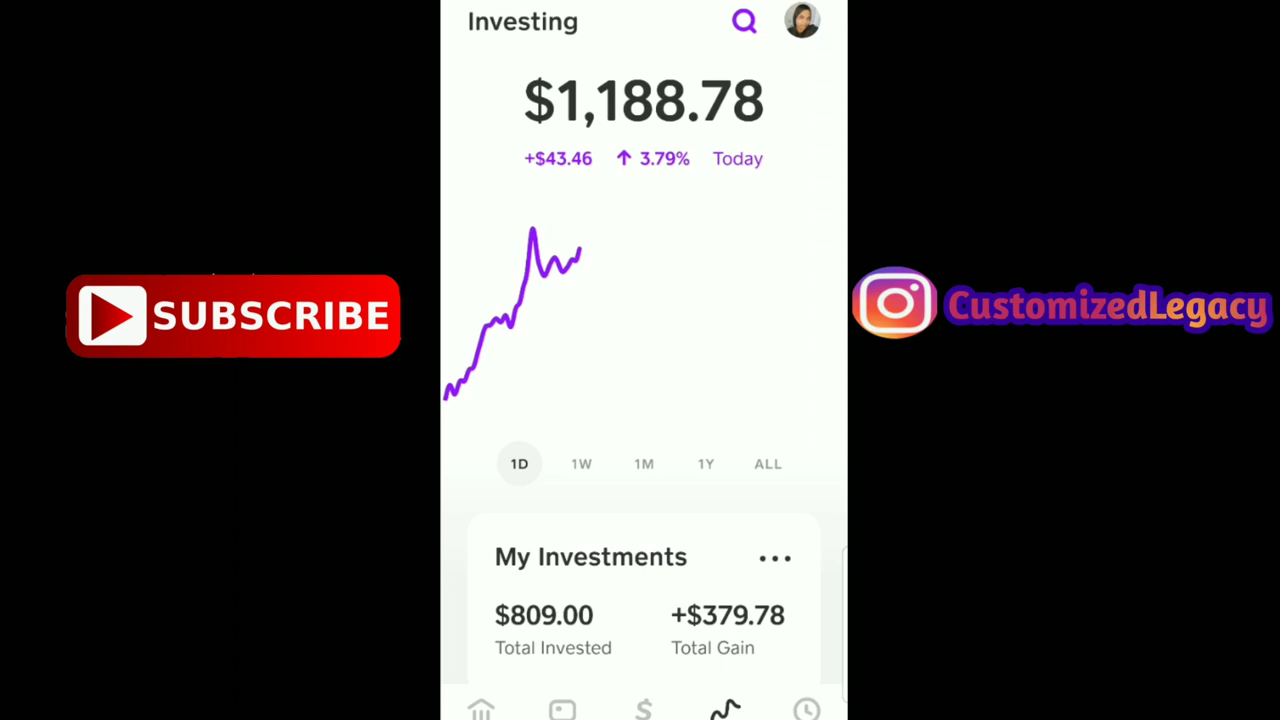 Investing
$1,188.78
+$43.46 ↑ 3.79% Today
SUBSCRIBE
CustomizedLegacy
1D 1W 1M 1Y ALL
My Investments
$809.00 +$379.78
Total Invested Total Gain
$